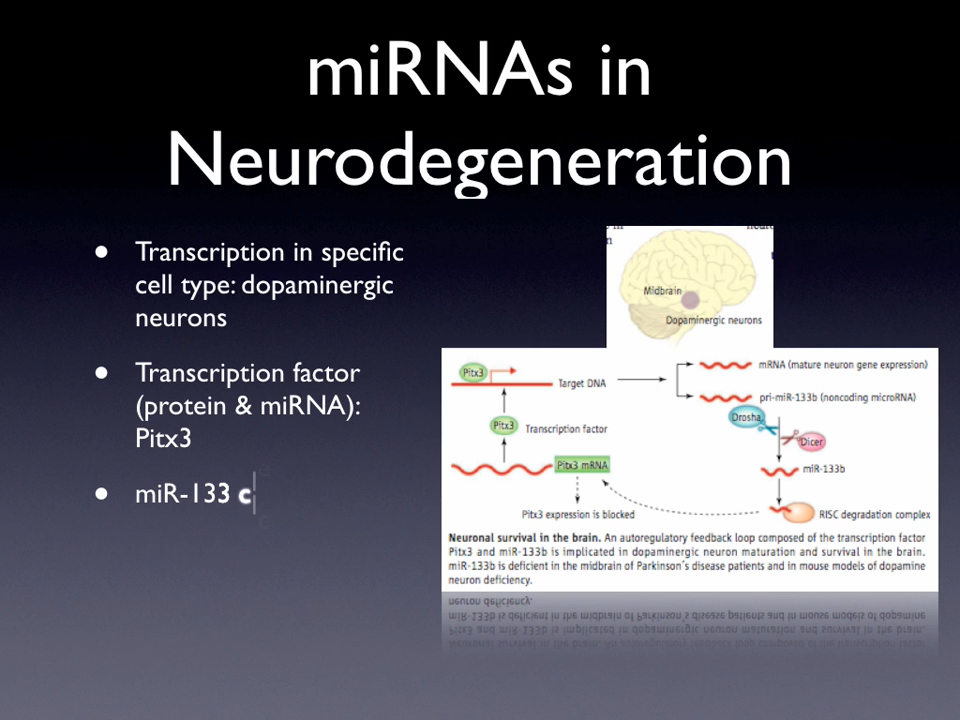 miRNAs in
Neurodegeneration
• Transcription in specific
cell type: dopaminergic
neurons
• Transcription factor
(protein & miRNA):
Pitx3
• miR-133 c
Midbrain
Dopaminergic neurons
Pitx3
Target DNA
mRNA (mature neuron gene expression)
pri-miR-133b (noncoding microRNA)
Drosha
Dicer
Pitx3
Transcription factor
Pitx3 mRNA
miR-133b
Pitx3 expression is blocked
RISC degradation complex
Neuronal survival in the brain. An autoregulatory feedback loop composed of the transcription factor
Pitx3 and miR-133b is implicated in dopaminergic neuron maturation and survival in the brain.
miR-133b is deficient in the midbrain of Parkinson's disease patients and in mouse models of dopamine
neuron deficiency.